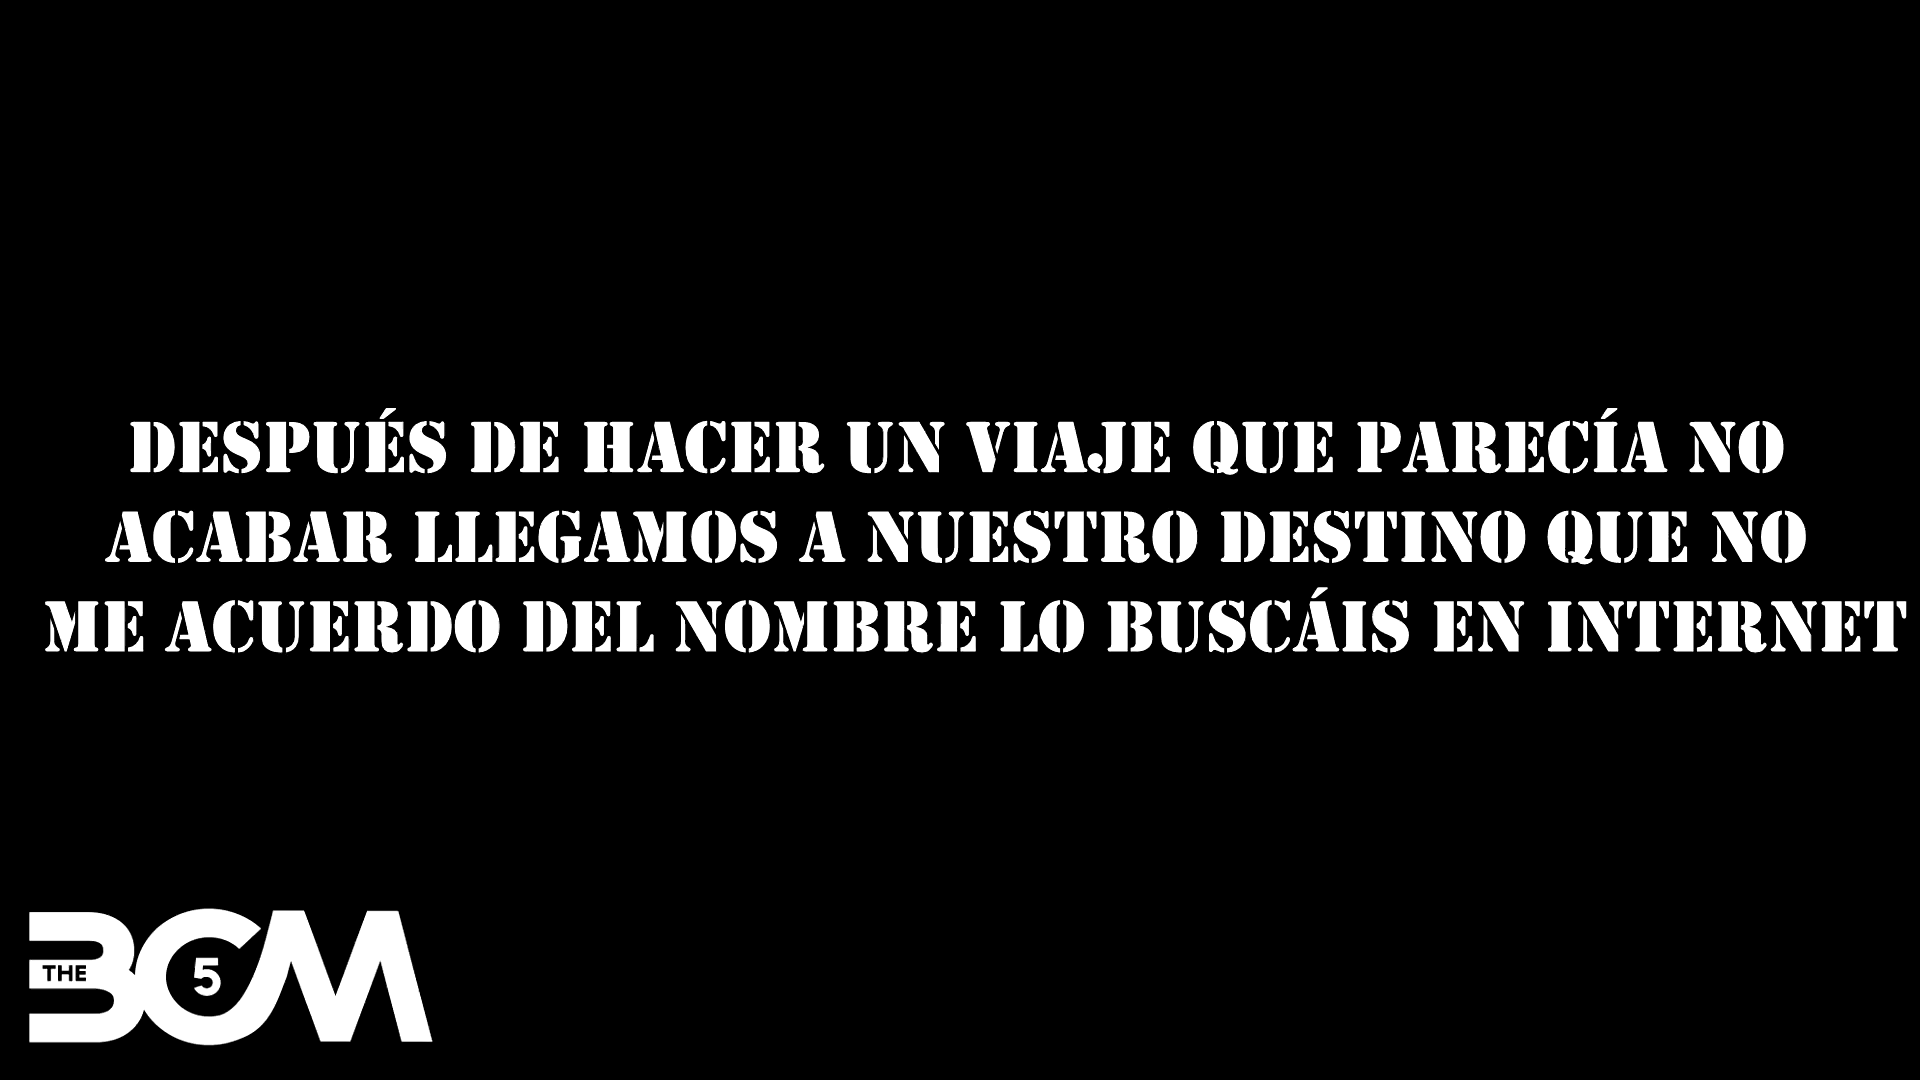 DESPUÉS DE HACER UN VIAJE QUE PARECÍA NO
ACABAR LLEGAMOS A NUESTRO DESTINO QUE NO
ME ACUERDO DEL NOMBRE LO BUSCÁIS EN INTERNET
THE BCM 5